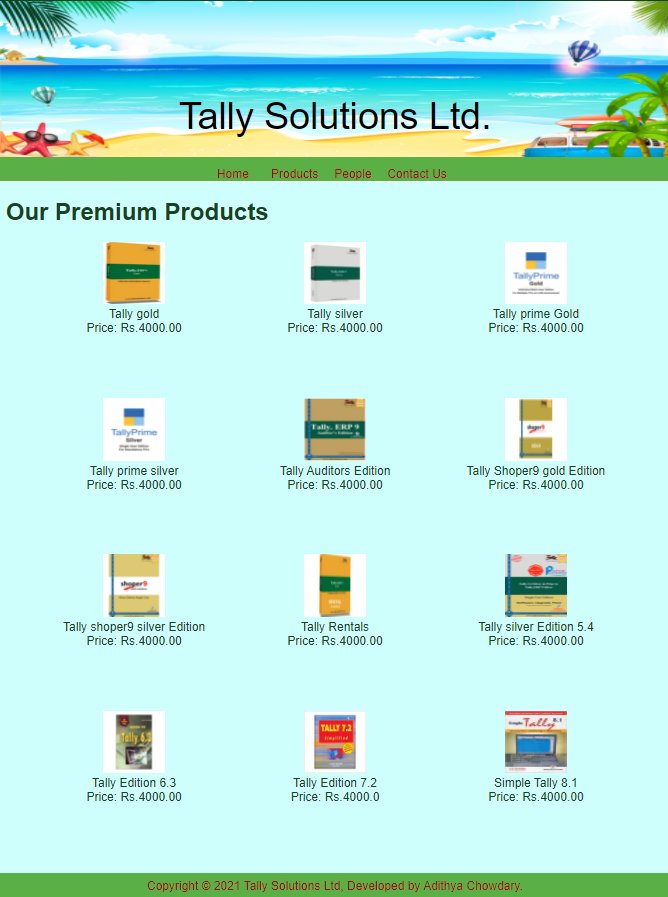 Tally Solutions Ltd.
Home Products People Contact Us
Our Premium Products
Tally gold
Price: Rs.4000.00
Tally silver
Price: Rs.4000.00
TallyPrime
Gold
Tally prime Gold
Price: Rs.4000.00
TallyPrime
Silver
Tally prime silver
Price: Rs.4000.00
Tally. ERP 9
Auditor's Edition
Tally Auditors Edition
Price: Rs.4000.00
shoper9
Tally Shoper9 gold Edition
Price: Rs.4000.00
shoper9
Tally shoper9 silver Edition
Price: Rs.4000.00
Tally Rentals
Price: Rs.4000.00
Tally silver Edition 5.4
Price: Rs.4000.00
Tally 6.3
Tally Edition 6.3
Price: Rs.4000.00
TALLY 7.2
Simplified
Tally Edition 7.2
Price: Rs.4000.0
Simple Tally 8.1
Simple Tally 8.1
Price: Rs.4000.00
Copyright © 2021 Tally Solutions Ltd, Developed by Adithya Chowdary.